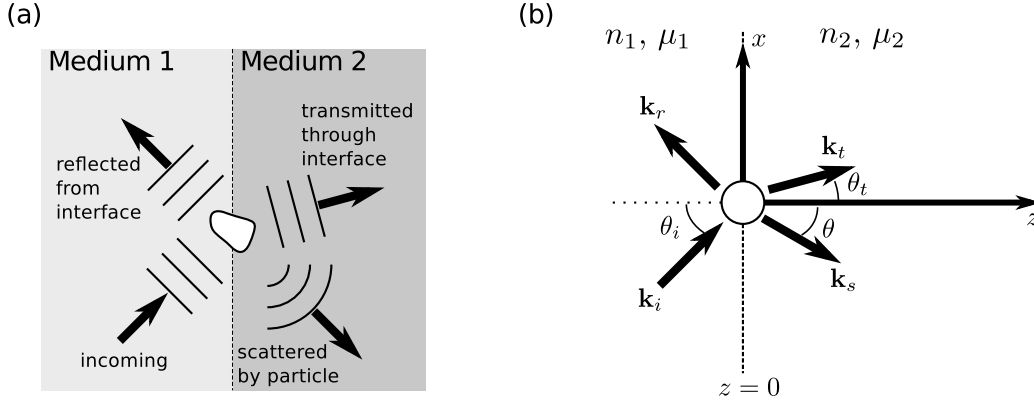 (a)
Medium 1
Medium 2
transmitted
through
interface
reflected
from
interface
incoming
scattered
by particle
(b)
n₁, μ₁
n₂, μ₂
x
kᵣ
kₜ
θₜ
z
θᵢ
θ
kᵢ
kₛ
z = 0